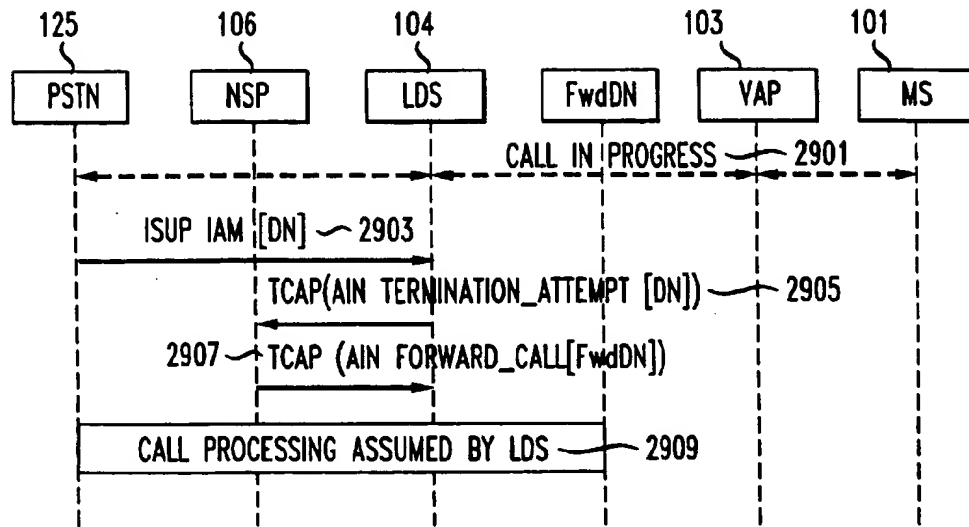 125 106 104 103 101
PSTN NSP LDS FwdDN VAP MS
CALL IN PROGRESS 2901
ISUP IAM [DN] 2903
TCAP(AIN TERMINATION_ATTEMPT [DN]) 2905
2907 TCAP (AIN FORWARD_CALL[FwdDN])
CALL PROCESSING ASSUMED BY LDS 2909